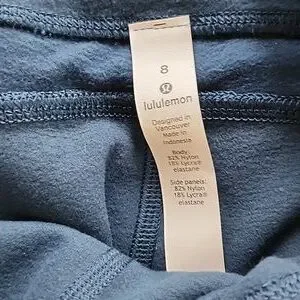 8
lululemon
Designed in
Vancouver
Made in
Indonesia
Body:
82% Nylon
18% Lycra®
elastane
Side panels:
82% Nylon
18% Lycra®
elastane